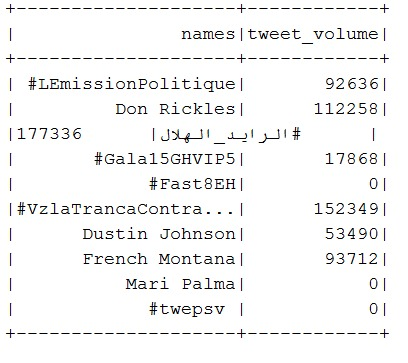 +--------------------+------------+
|               names|tweet_volume|
+--------------------+------------+
| #LEmissionPolitique|       92636|
|         Don Rickles|      112258|
|      #الرايد_الهلال|      177336|
|       #Gala15GHVIP5|       17868|
|            #Fast8EH|           0|
|#VzlaTrancaContra...|      152349|
|      Dustin Johnson|       53490|
|      French Montana|       93712|
|          Mari Palma|           0|
|            #twepsv |           0|
+--------------------+------------+